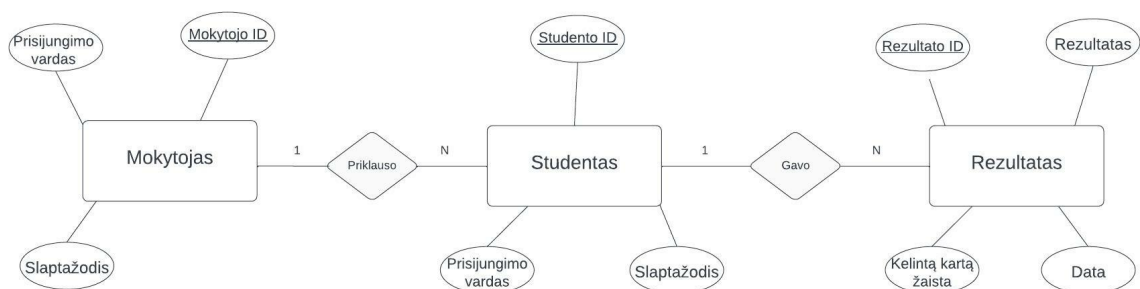 Prisijungimo
vardas
Mokytojo ID
Studento ID
Rezultato ID
Rezultatas
Mokytojas
1
Priklauso
N
Studentas
1
Gavo
N
Rezultatas
Slaptažodis
Prisijungimo
vardas
Slaptažodis
Kelintą kartą
žaista
Data